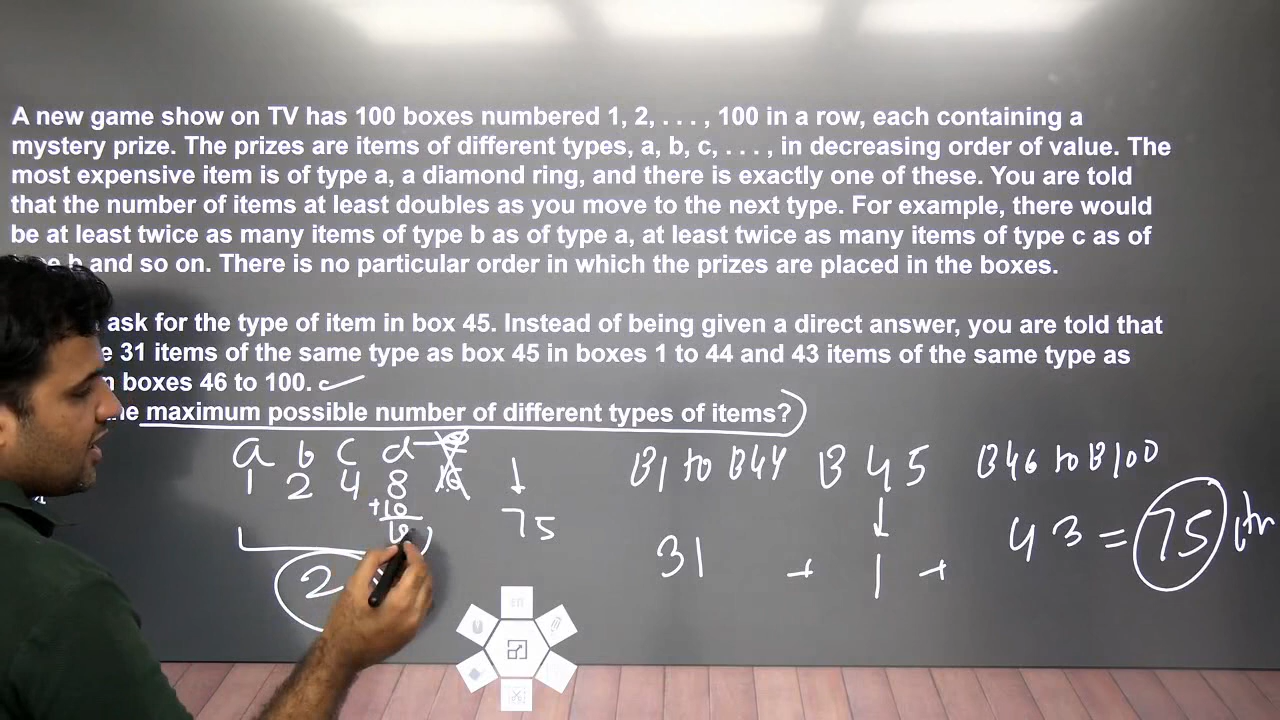 A new game show on TV has 100 boxes numbered 1, 2, . . . , 100 in a row, each containing a
mystery prize. The prizes are items of different types, a, b, c, . . . , in decreasing order of value. The
most expensive item is of type a, a diamond ring, and there is exactly one of these. You are told
that the number of items at least doubles as you move to the next type. For example, there would
be at least twice as many items of type b as of type a, at least twice as many items of type c as of
b and so on. There is no particular order in which the prizes are placed in the boxes.
ask for the type of item in box 45. Instead of being given a direct answer, you are told that
31 items of the same type as box 45 in boxes 1 to 44 and 43 items of the same type as
boxes 46 to 100.
maximum possible number of different types of items?
a b c d
B1 to B44 B45 B46 to B100
1 2 4 8 16
+10
75
31 + 1 + 43 = 75
2